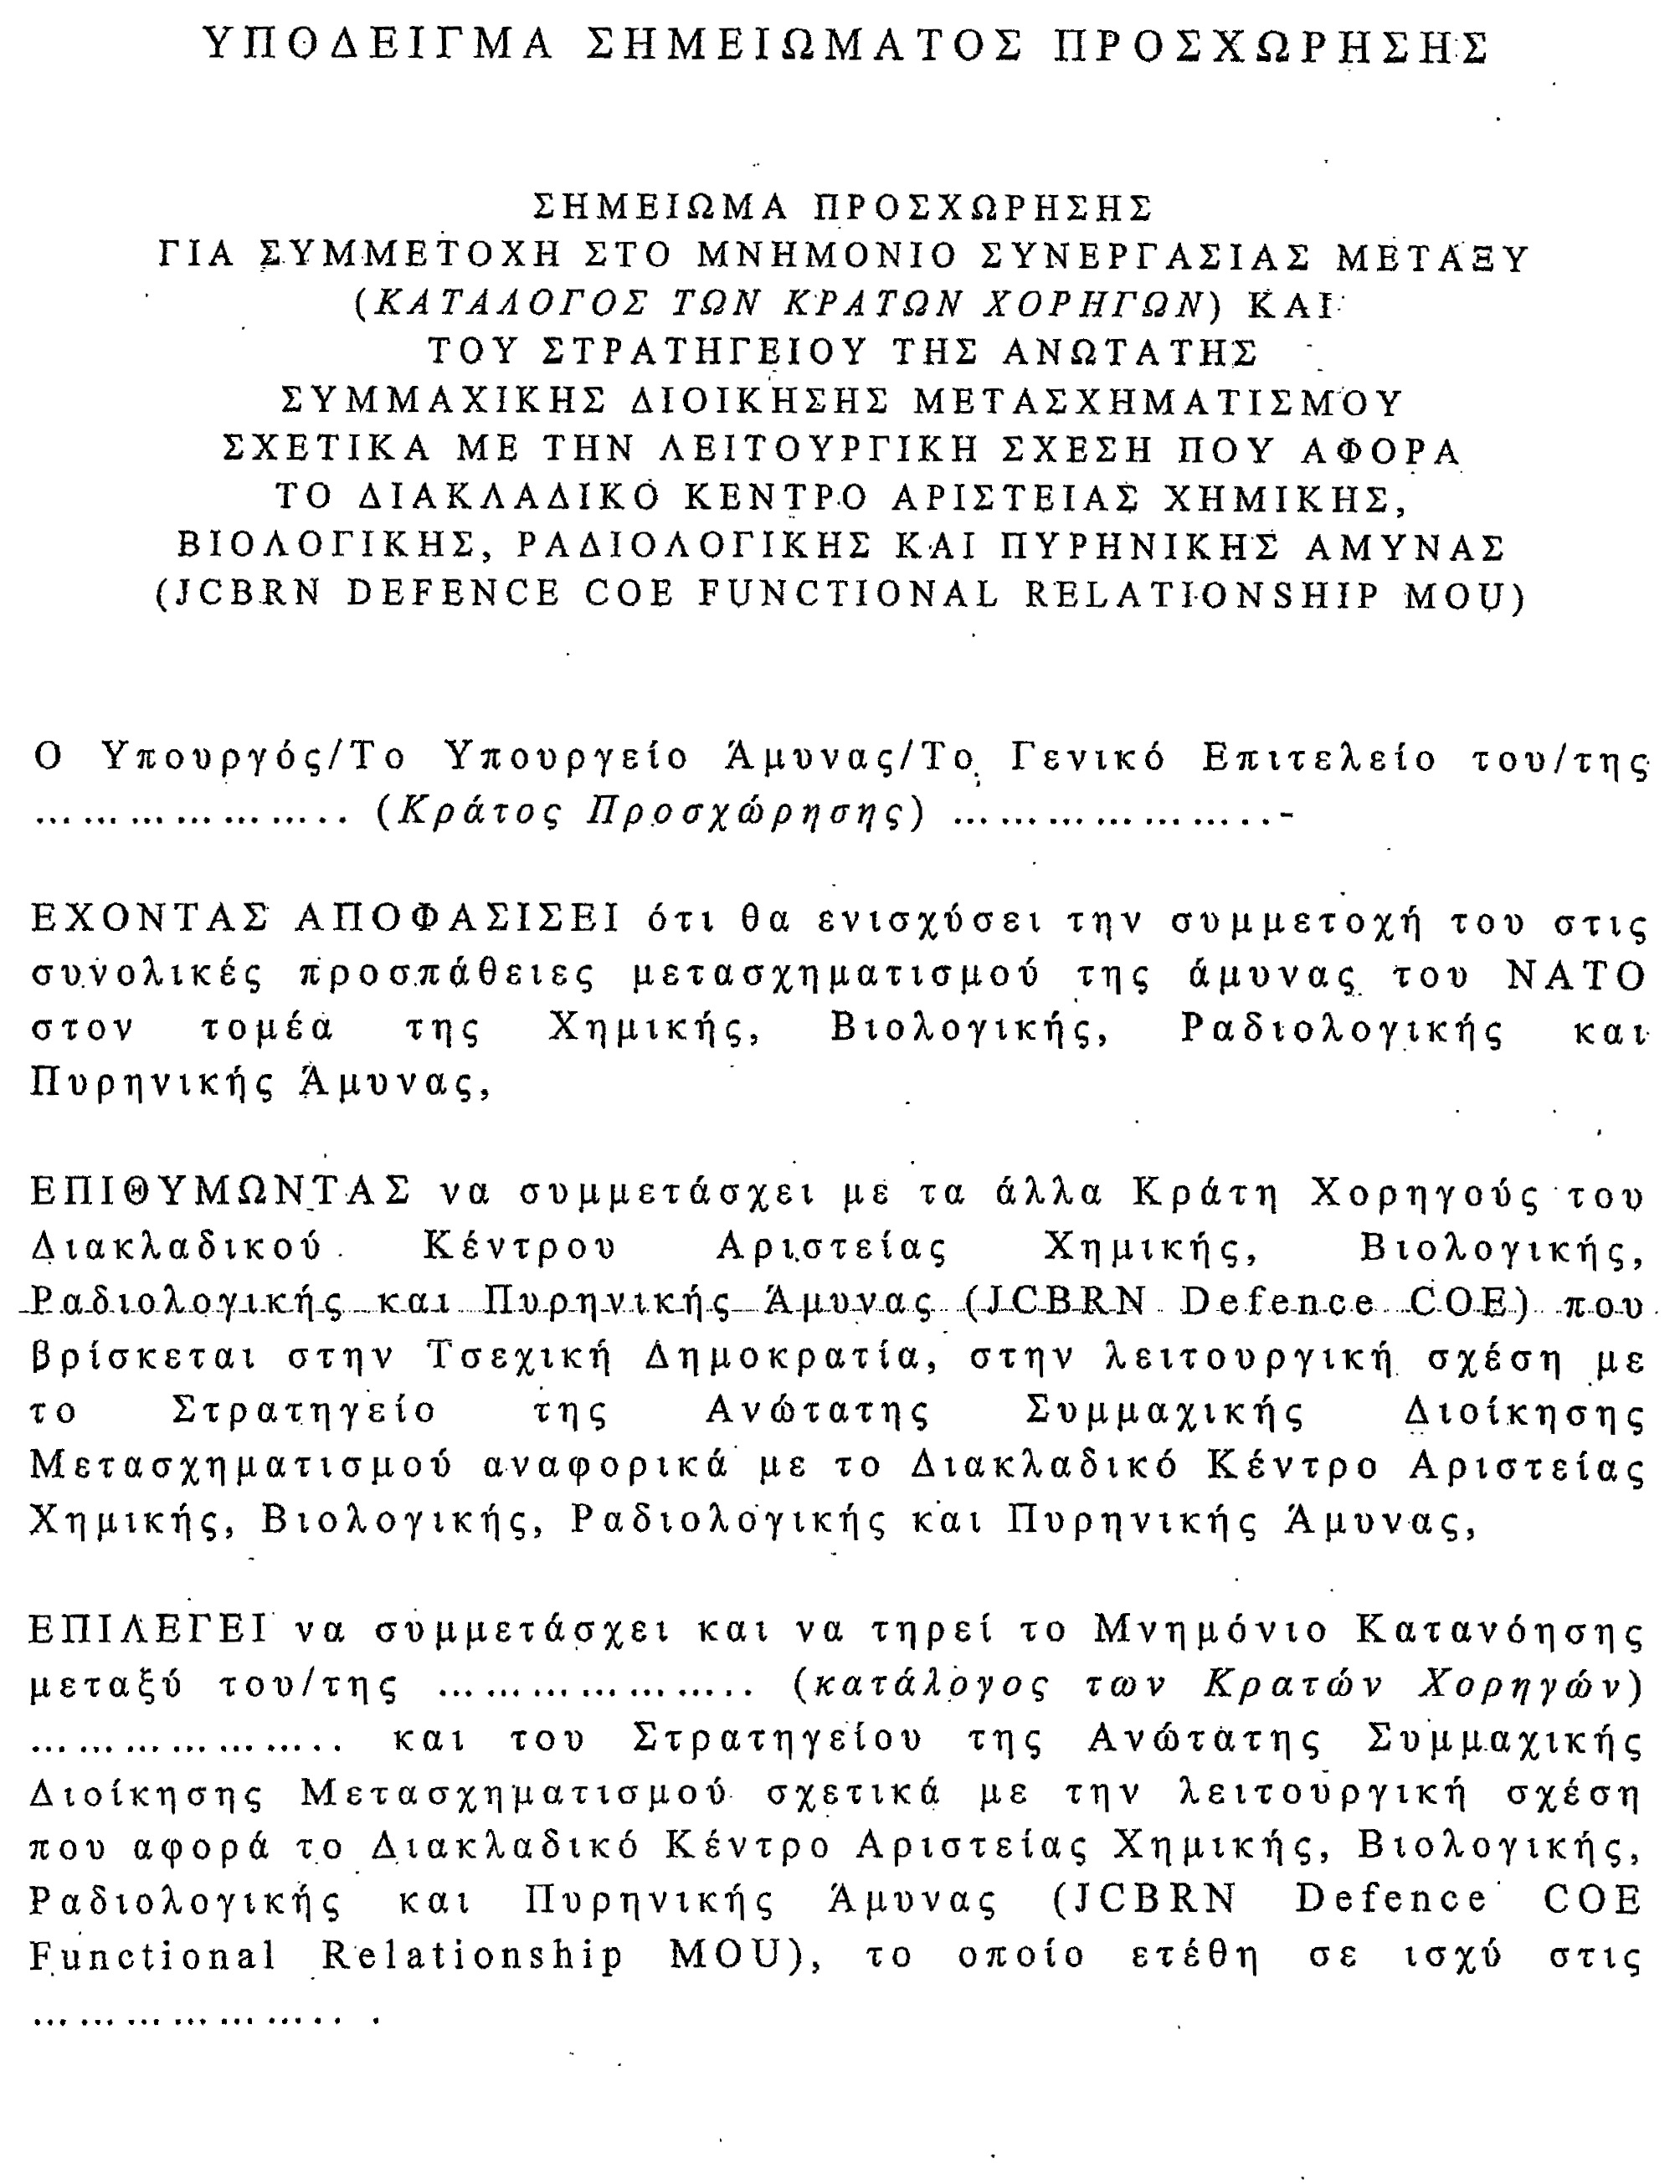 ΥΠΟΔΕΙΓΜΑ ΣΗΜΕΙΩΜΑΤΟΣ ΠΡΟΣΧΩΡΗΣΗΣ
ΣΗΜΕΙΩΜΑ ΠΡΟΣΧΩΡΗΣΗΣ
ΓΙΑ ΣΥΜΜΕΤΟΧΗ ΣΤΟ ΜΝΗΜΟΝΙΟ ΣΥΝΕΡΓΑΣΙΑΣ ΜΕΤΑΞΥ
(ΚΑΤΑΛΟΓΟΣ ΤΩΝ ΚΡΑΤΩΝ ΧΟΡΗΓΩΝ) ΚΑΙ
ΤΟΥ ΣΤΡΑΤΗΓΕΙΟΥ ΤΗΣ ΑΝΩΤΑΤΗΣ
ΣΥΜΜΑΧΙΚΗΣ ΔΙΟΙΚΗΣΗΣ ΜΕΤΑΣΧΗΜΑΤΙΣΜΟΥ
ΣΧΕΤΙΚΑ ΜΕ ΤΗΝ ΛΕΙΤΟΥΡΓΙΚΗ ΣΧΕΣΗ ΠΟΥ ΑΦΟΡΑ
ΤΟ ΔΙΑΚΛΑΔΙΚΟ ΚΕΝΤΡΟ ΑΡΙΣΤΕΙΑΣ ΧΗΜΙΚΗΣ,
ΒΙΟΛΟΓΙΚΗΣ, ΡΑΔΙΟΛΟΓΙΚΗΣ ΚΑΙ ΠΥΡΗΝΙΚΗΣ ΑΜΥΝΑΣ
(JCBRN DEFENCE COE FUNCTIONAL RELATIONSHIP MOU)
Ο Υπουργός/Το Υπουργείο Άμυνας/Το Γενικό Επιτελείο του/της
………………….. (Κράτος Προσχώρησης) …………………..-
ΕΧΟΝΤΑΣ ΑΠΟΦΑΣΙΣΕΙ ότι θα ενισχύσει την συμμετοχή του στις
συνολικές προσπάθειες μετασχηματισμού της άμυνας του ΝΑΤΟ
στον τομέα της Χημικής, Βιολογικής, Ραδιολογικής και
Πυρηνικής Άμυνας,
ΕΠΙΘΥΜΩΝΤΑΣ να συμμετάσχει με τα άλλα Κράτη Χορηγούς του
Διακλαδικού Κέντρου Αριστείας Χημικής, Βιολογικής,
Ραδιολογικής και Πυρηνικής Άμυνας (JCBRN Defence COE) που
βρίσκεται στην Τσεχική Δημοκρατία, στην λειτουργική σχέση με
το Στρατηγείο της Ανώτατης Συμμαχικής Διοίκησης
Μετασχηματισμού αναφορικά με το Διακλαδικό Κέντρο Αριστείας
Χημικής, Βιολογικής, Ραδιολογικής και Πυρηνικής Άμυνας,
ΕΠΙΛΕΓΕΙ να συμμετάσχει και να τηρεί το Μνημόνιο Κατανόησης
μεταξύ του/της ………………….. (κατάλογος των Κρατών Χορηγών)
………………….. και του Στρατηγείου της Ανώτατης Συμμαχικής
Διοίκησης Μετασχηματισμού σχετικά με την λειτουργική σχέση
που αφορά το Διακλαδικό Κέντρο Αριστείας Χημικής, Βιολογικής,
Ραδιολογικής και Πυρηνικής Άμυνας (JCBRN Defence COE
Functional Relationship MOU), το οποίο ετέθη σε ισχύ στις
………………….. .